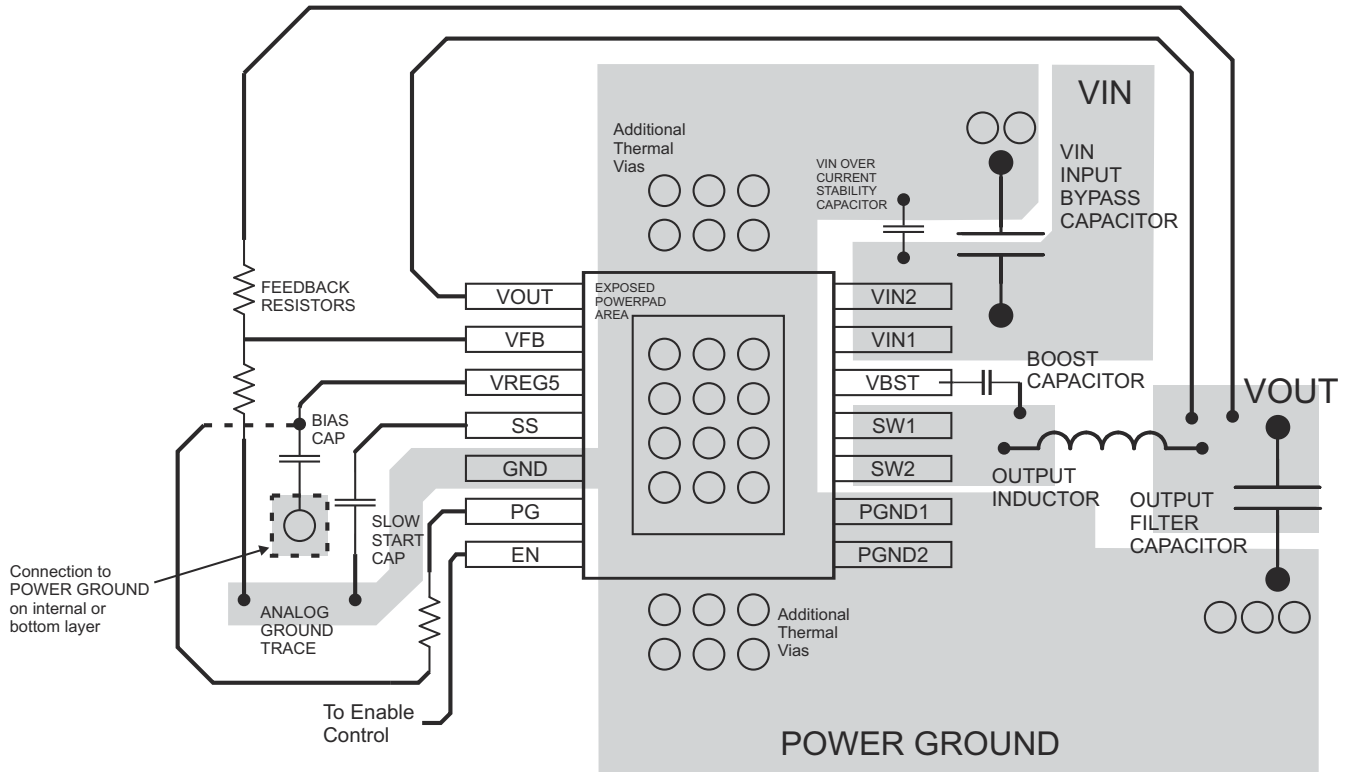 VIN
Additional
Thermal
Vias
VIN OVER
CURRENT
STABILITY
CAPACITOR
VIN
INPUT
BYPASS
CAPACITOR
FEEDBACK
RESISTORS
VOUT
VFB
VREG5
SS
GND
PG
EN
EXPOSED
POWERPAD
AREA
VIN2
VIN1
VBST
SW1
SW2
PGND1
PGND2
BOOST
CAPACITOR
VOUT
BIAS
CAP
SLOW
START
CAP
OUTPUT
INDUCTOR
OUTPUT
FILTER
CAPACITOR
Connection to
POWER GROUND
on internal or
bottom layer
ANALOG
GROUND
TRACE
Additional
Thermal
Vias
To Enable
Control
POWER GROUND